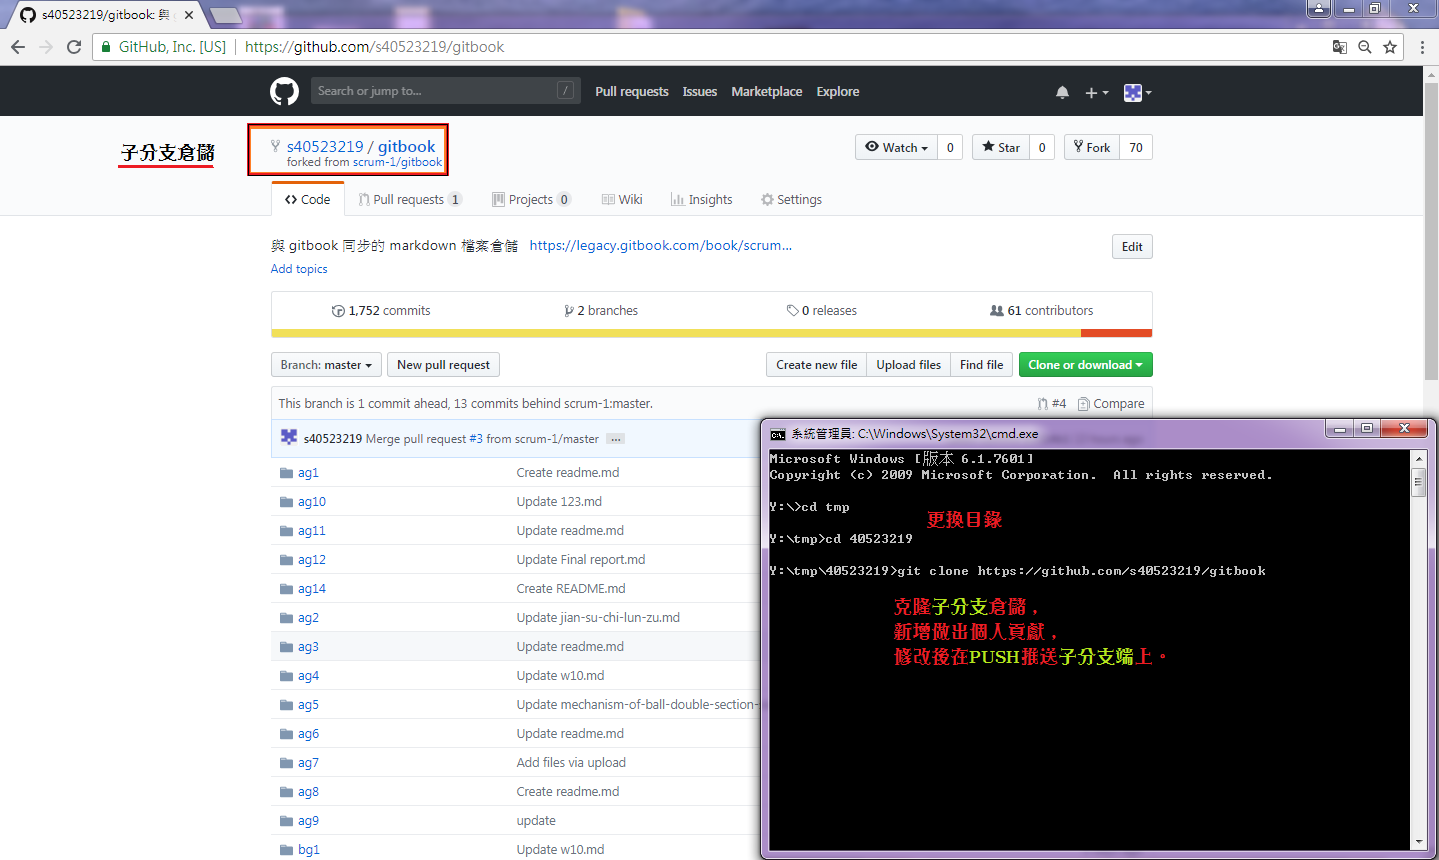 s40523219/gitbook: 與
GitHub, Inc. [US] https://github.com/s40523219/gitbook
Search or jump to... /
Pull requests Issues Marketplace Explore
子分支倉儲
s40523219 / gitbook
forked from scrum-1/gitbook
Watch 0 Star 0 Fork 70
Code Pull requests 1 Projects 0 Wiki Insights Settings
與 gitbook 同步的 markdown 檔案倉儲 https://legacy.gitbook.com/book/scrum...
Edit
Add topics
1,752 commits 2 branches 0 releases 61 contributors
Branch: master New pull request Create new file Upload files Find file Clone or download
This branch is 1 commit ahead, 13 commits behind scrum-1:master. #4 Compare
s40523219 Merge pull request #3 from scrum-1/master ...
ag1 Create readme.md
ag10 Update 123.md
ag11 Update readme.md
ag12 Update Final report.md
ag14 Create README.md
ag2 Update jian-su-chi-lun-zu.md
ag3 Update readme.md
ag4 Update w10.md
ag5 Update mechanism-of-ball-double-section-
ag6 Update readme.md
ag7 Add files via upload
ag8 Create readme.md
ag9 update
bg1 Update w10.md
系統管理員: C:\Windows\System32\cmd.exe
Microsoft Windows [版本 6.1.7601]
Copyright (c) 2009 Microsoft Corporation. All rights reserved.
Y:\>cd tmp
更換目錄
Y:\tmp>cd 40523219
Y:\tmp\40523219>git clone https://github.com/s40523219/gitbook
克隆子分支倉儲，
新增做出個人貢獻，
修改後在PUSH推送子分支端上。